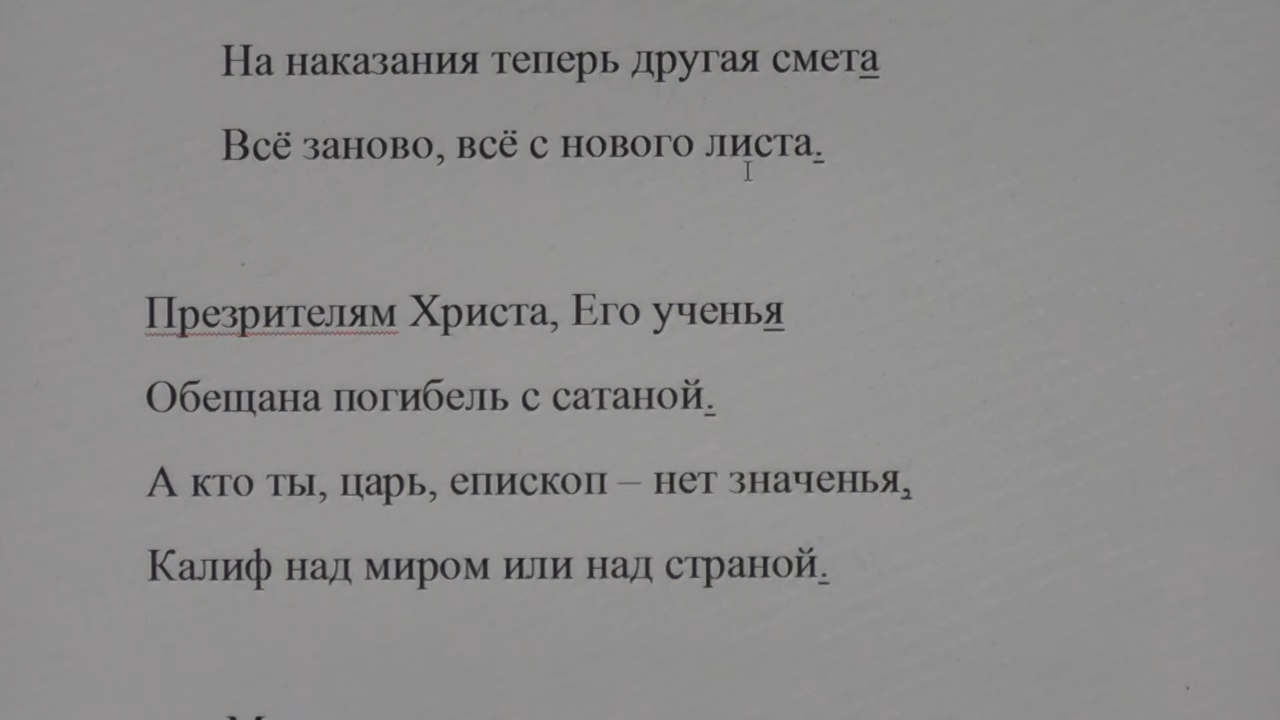 На наказания теперь другая смета
Всё заново, всё с нового листа.
Презрителям Христа, Его ученья
Обещана погибель с сатаной.
А кто ты, царь, епископ – нет значенья,
Калиф над миром или над страной.